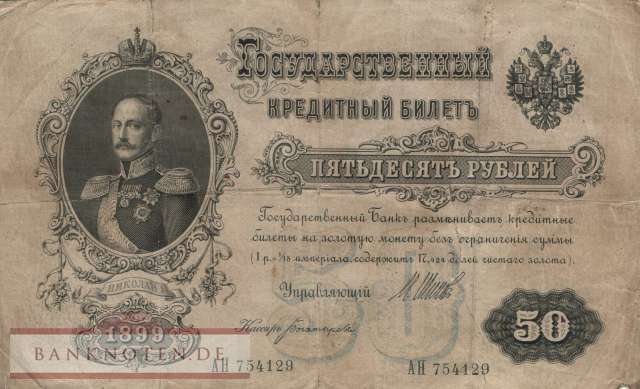 Государственный
кредитный билетъ
пятьдесятъ рублей
Государственный Банкъ размѣниваетъ кредитные
билеты на золотую монету безъ ограниченія суммы
(1 р.= 1/15 имперіала, содержитъ 17,424 долей чистаго золота).
Управляющій
Кассиръ
НИКОЛАЙ I
1899
50
50
АН 754129
АН 754129
BANKNOTEN.DE